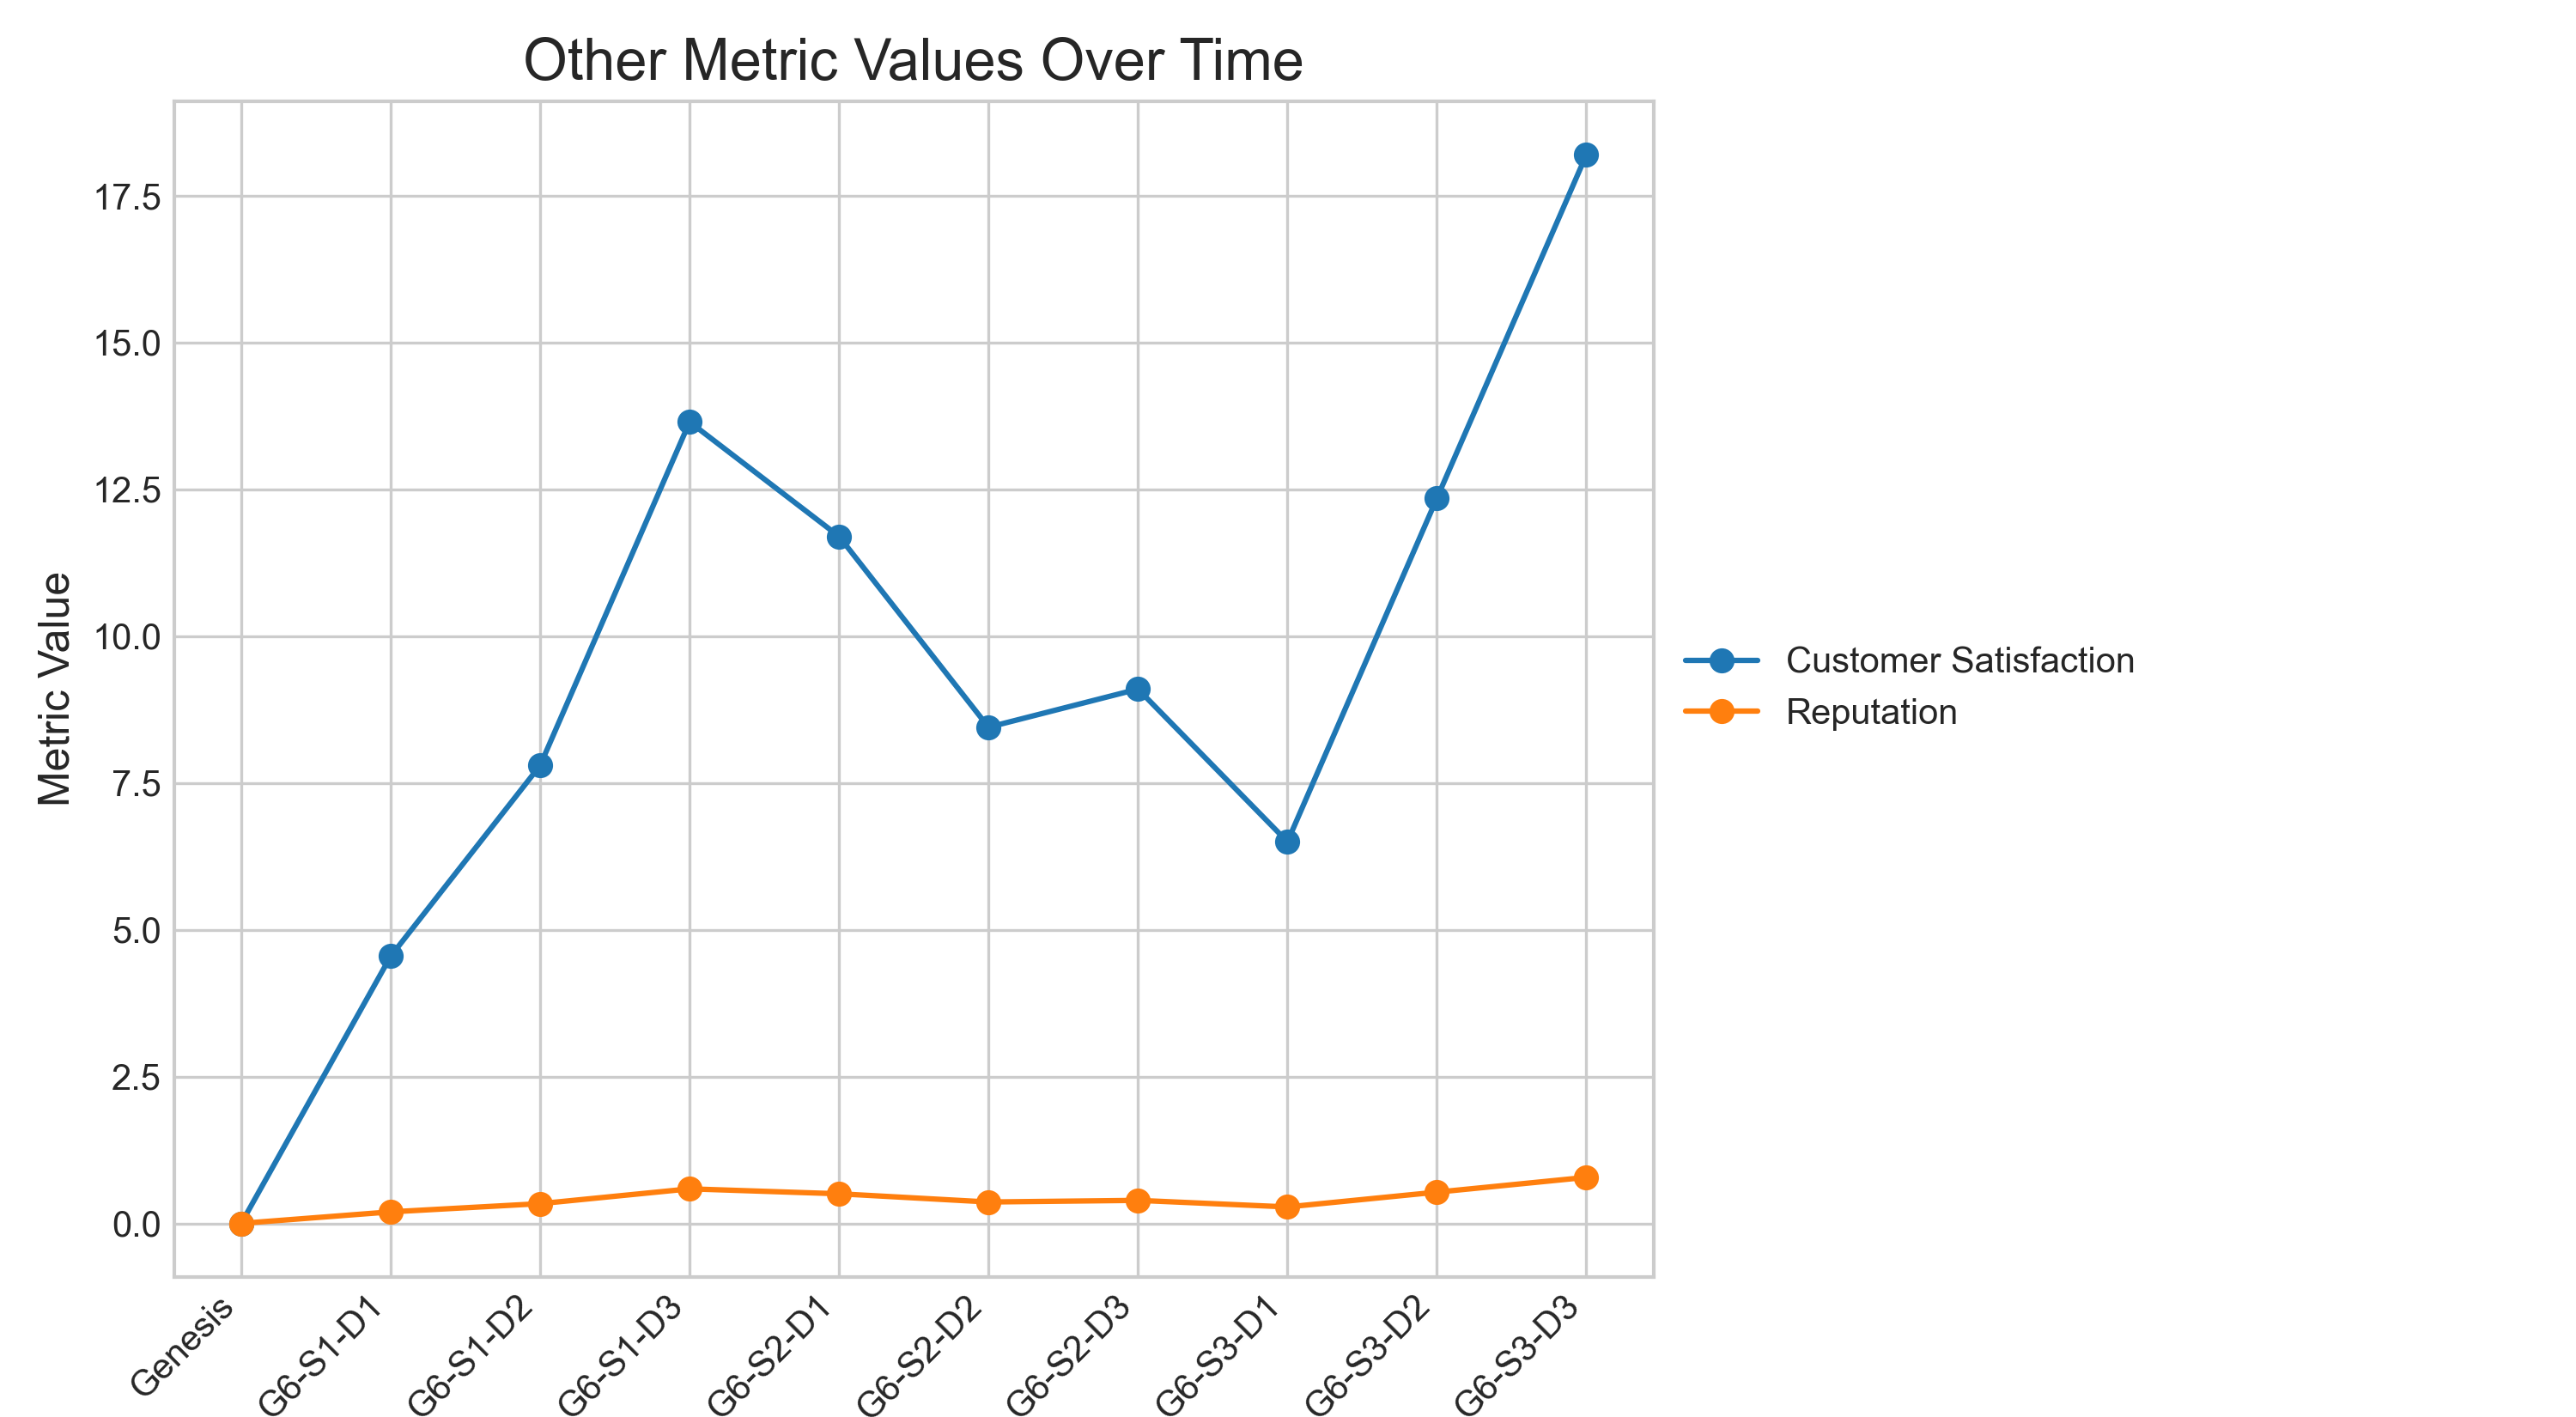 Other Metric Values Over Time
Metric Value
17.5
15.0
12.5
10.0
7.5
5.0
2.5
0.0
Genesis
G6-S1-D1
G6-S1-D2
G6-S1-D3
G6-S2-D1
G6-S2-D2
G6-S2-D3
G6-S3-D1
G6-S3-D2
G6-S3-D3
Customer Satisfaction
Reputation